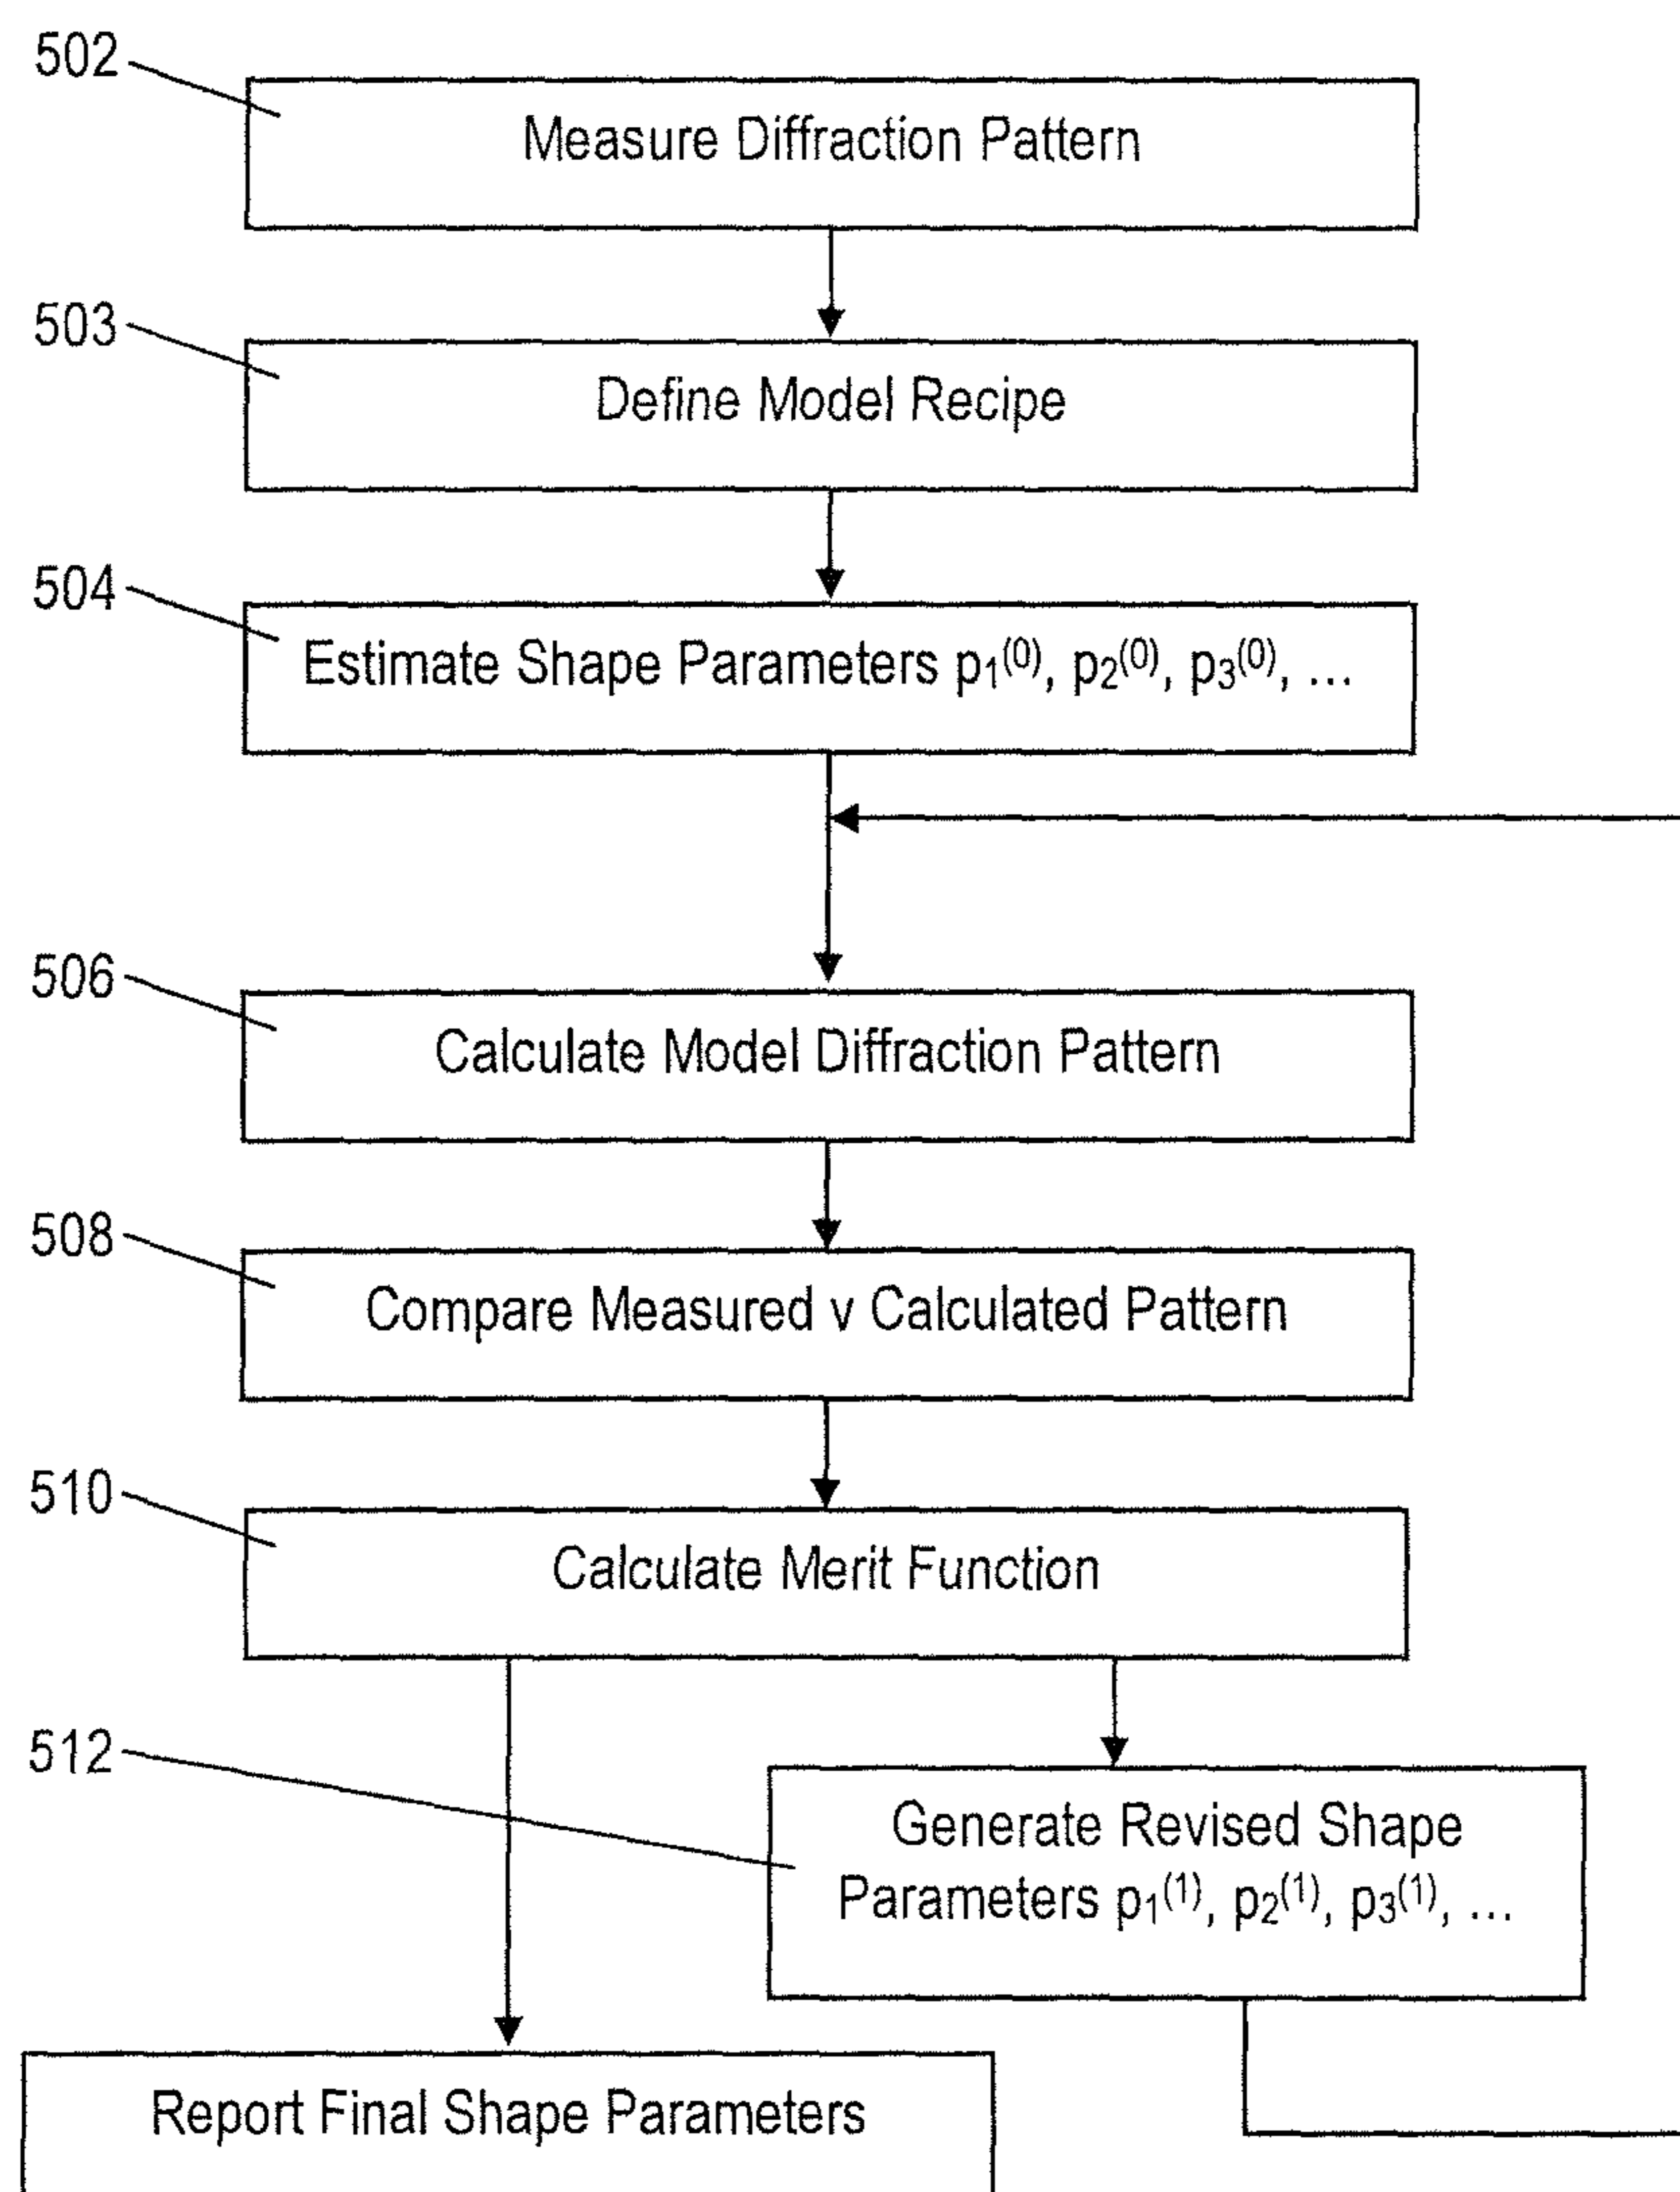 502
Measure Diffraction Pattern
503
Define Model Recipe
504
Estimate Shape Parameters p₁⁽⁰⁾, p₂⁽⁰⁾, p₃⁽⁰⁾, ...
506
Calculate Model Diffraction Pattern
508
Compare Measured v Calculated Pattern
510
Calculate Merit Function
512
Generate Revised Shape
Parameters p₁⁽¹⁾, p₂⁽¹⁾, p₃⁽¹⁾, ...
Report Final Shape Parameters